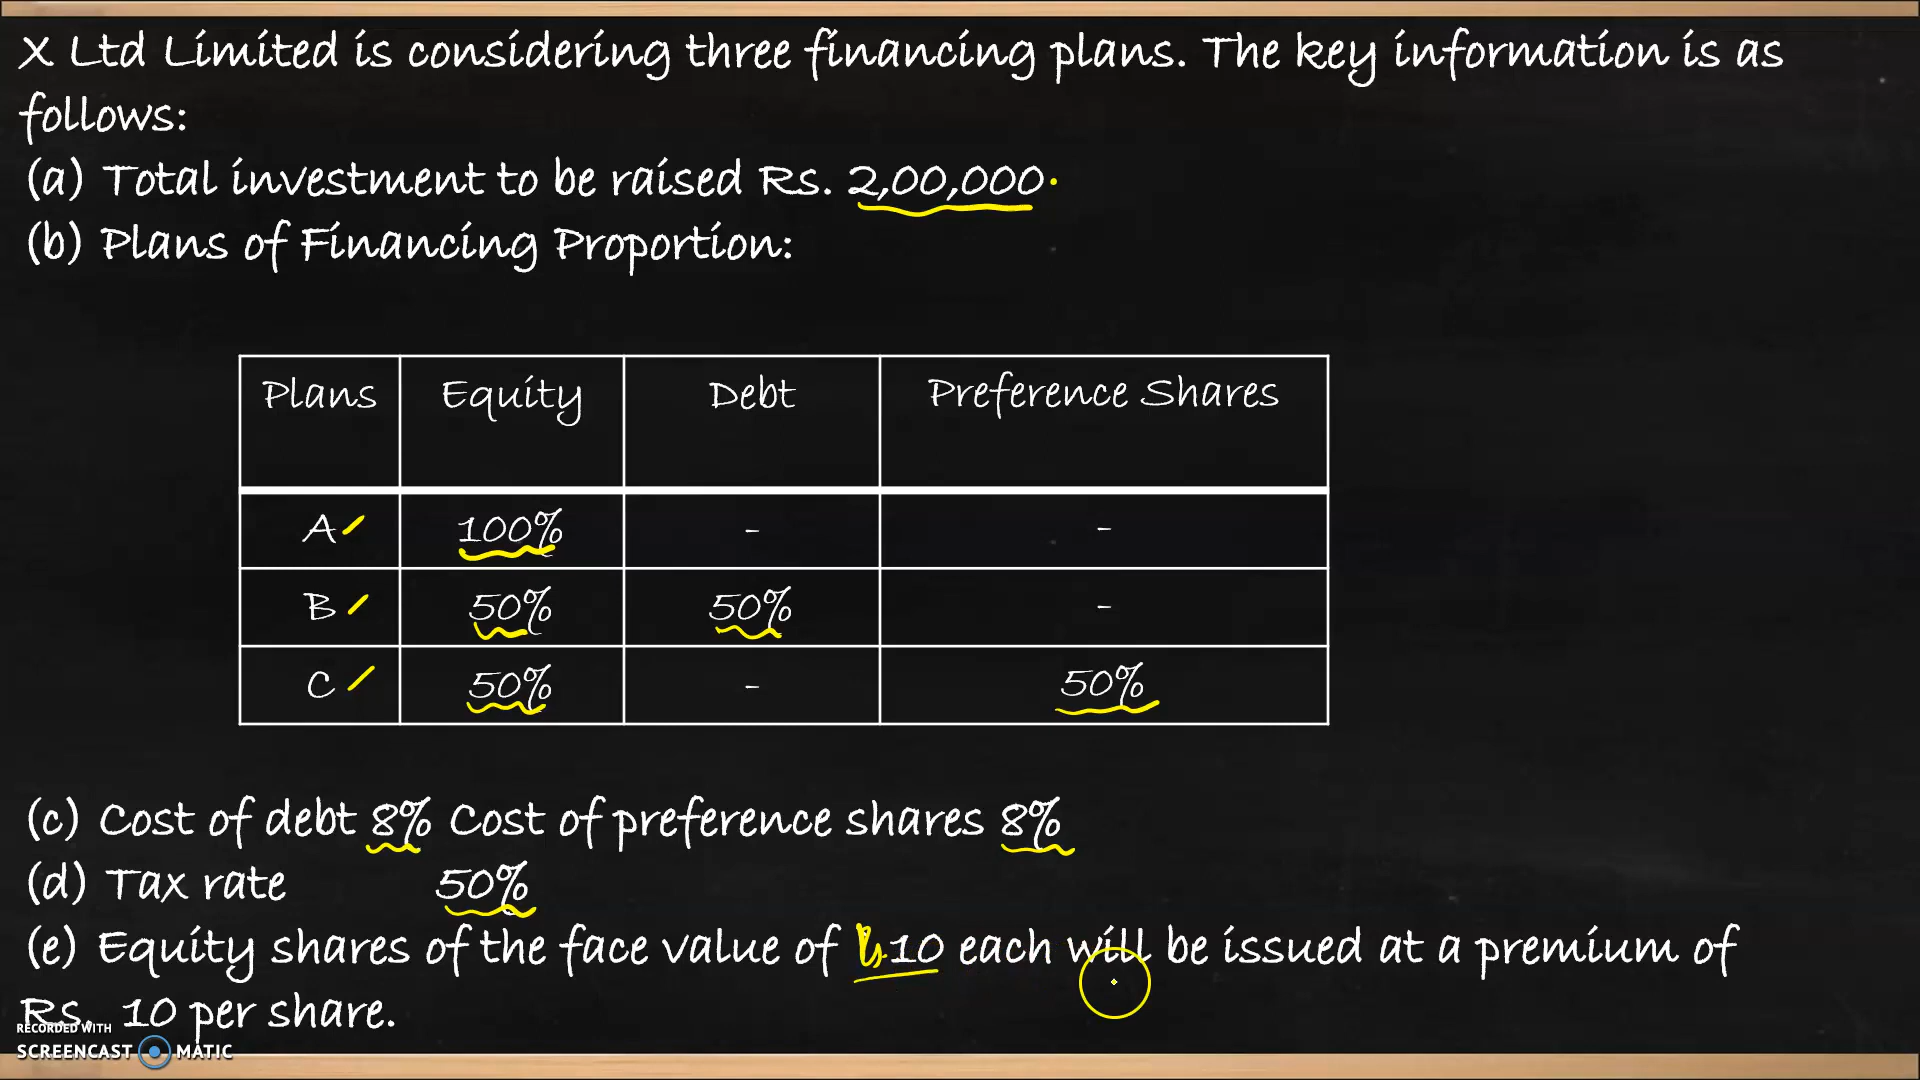 X Ltd Limited is considering three financing plans. The key information is as
follows:
(a) Total investment to be raised Rs. 2,00,000
(b) Plans of Financing Proportion:
Plans Equity Debt Preference Shares
A 100% - -
B 50% 50% -
C 50% - 50%
(c) Cost of debt 8% Cost of preference shares 8%
(d) Tax rate 50%
(e) Equity shares of the face value of 10 each will be issued at a premium of
Rs. 10 per share.
RECORDED WITH
SCREENCAST MATIC